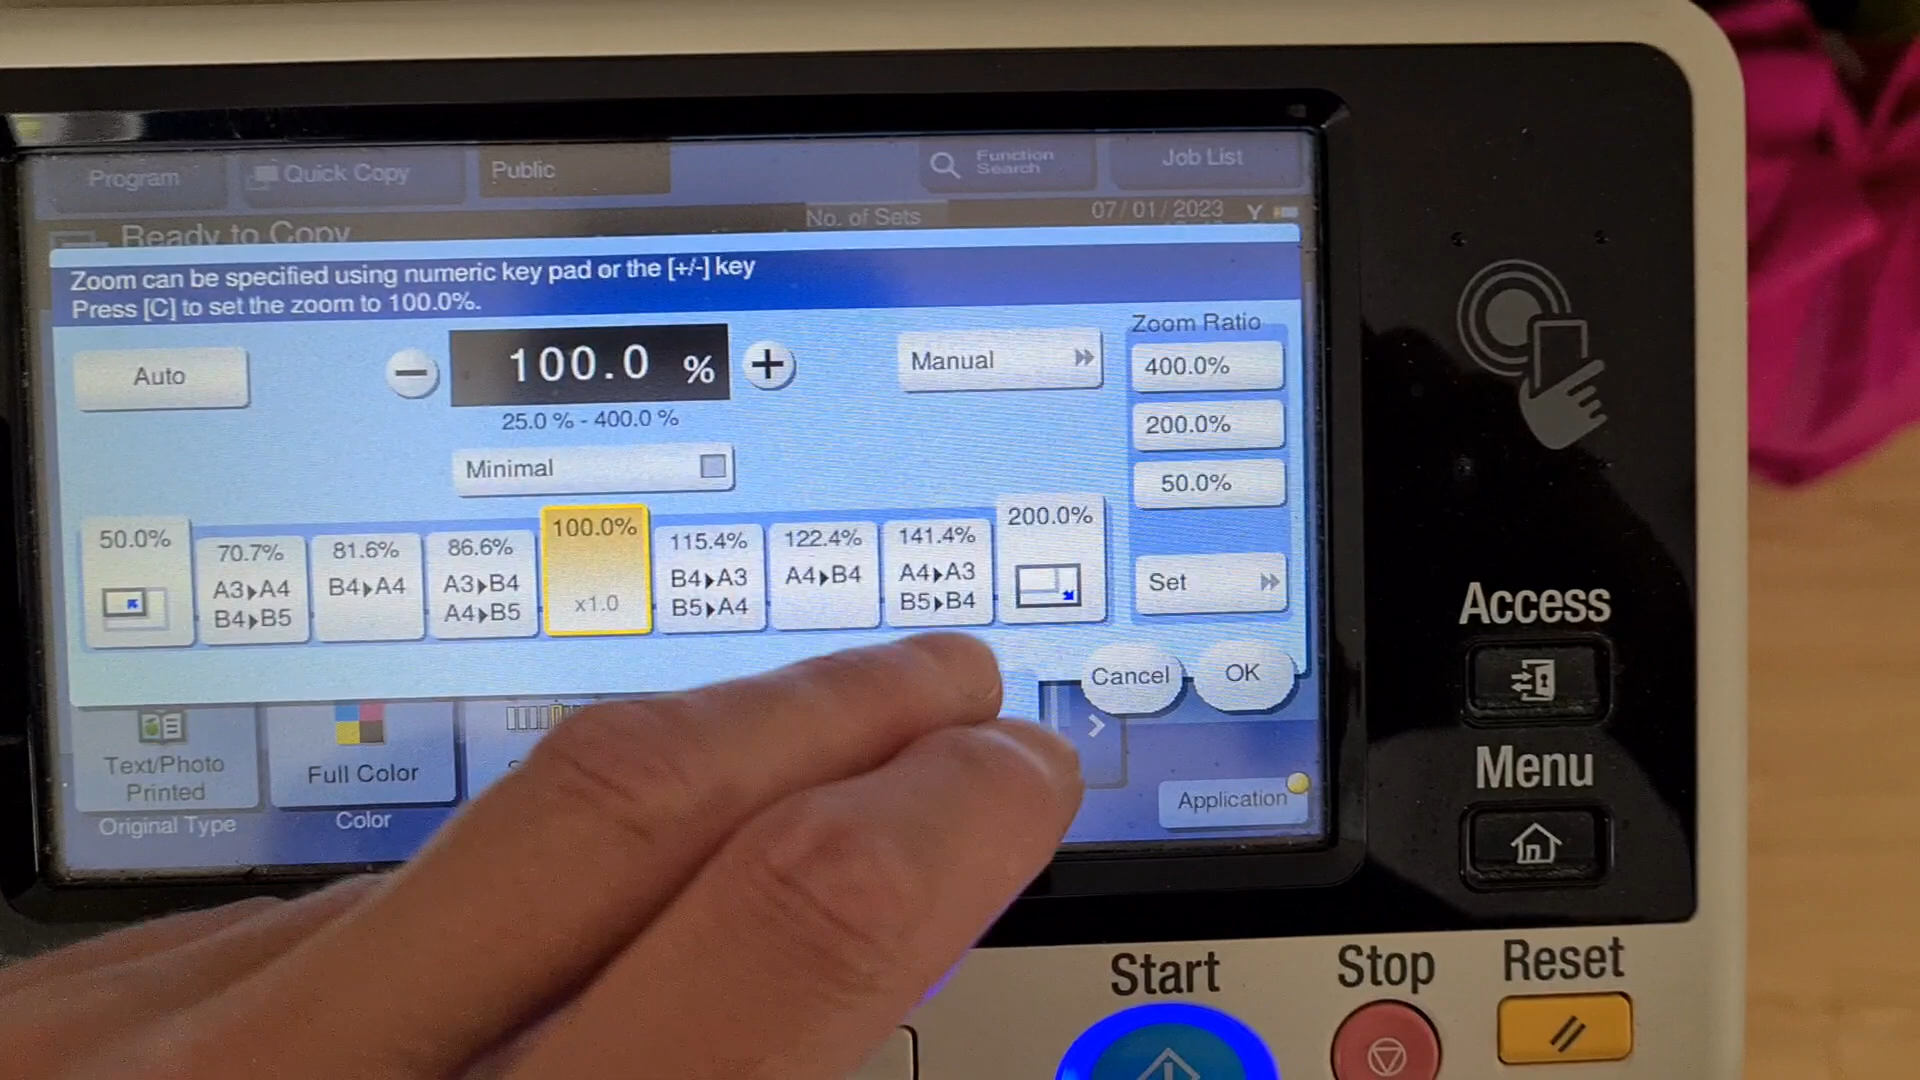 Program
Quick Copy
Public
Function
Search
Job List
Ready to Copy
No. of Sets
07/01/2023
Zoom can be specified using numeric key pad or the [+/-] key
Press [C] to set the zoom to 100.0%.
Auto
−
100.0 %
+
Manual
25.0 % - 400.0 %
Minimal
Zoom Ratio
400.0%
200.0%
50.0%
Set
50.0%
70.7%
A3▸A4
B4▸B5
81.6%
B4▸A4
86.6%
A3▸B4
A4▸B5
100.0%
x1.0
115.4%
B4▸A3
B5▸A4
122.4%
A4▸B4
141.4%
A4▸A3
B5▸B4
200.0%
Cancel
OK
Text/Photo
Printed
Original Type
Full Color
Color
Application
Access
Menu
Start
Stop
Reset